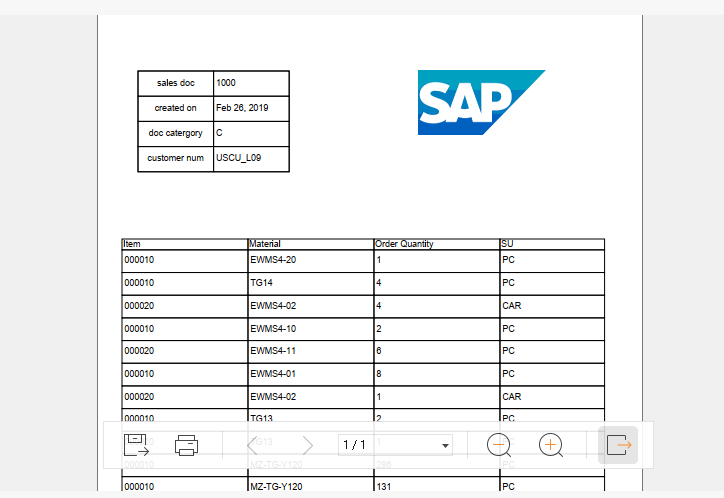 sales doc 1000
SAP
created on Feb 26, 2019
doc catergory C
customer num USCU_L09
Item Material Order Quantity SU
000010 EWMS4-20 1 PC
000010 TG14 4 PC
000020 EWMS4-02 4 CAR
000010 EWMS4-10 2 PC
000020 EWMS4-11 6 PC
000010 EWMS4-01 8 PC
000020 EWMS4-02 1 CAR
000010 TG13 2 PC
TG13 1
1 / 1
000010 MZ-TG-Y120 PC
000010 MZ-TG-Y120 131 PC